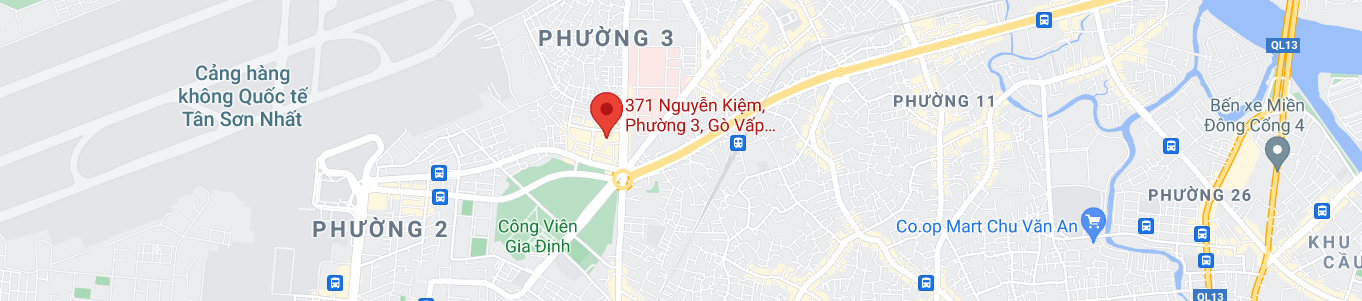 PHƯỜNG 3
QL13
Cảng hàng
không Quốc tế
Tân Sơn Nhất
371 Nguyễn Kiệm,
Phường 3, Gò Vấp...
PHƯỜNG 11
Bến xe Miền
Đông Cổng 4
PHƯỜNG 26
PHƯỜNG 2
Công Viên
Gia Định
Co.op Mart Chu Văn An
KHU
CẦU
QL13